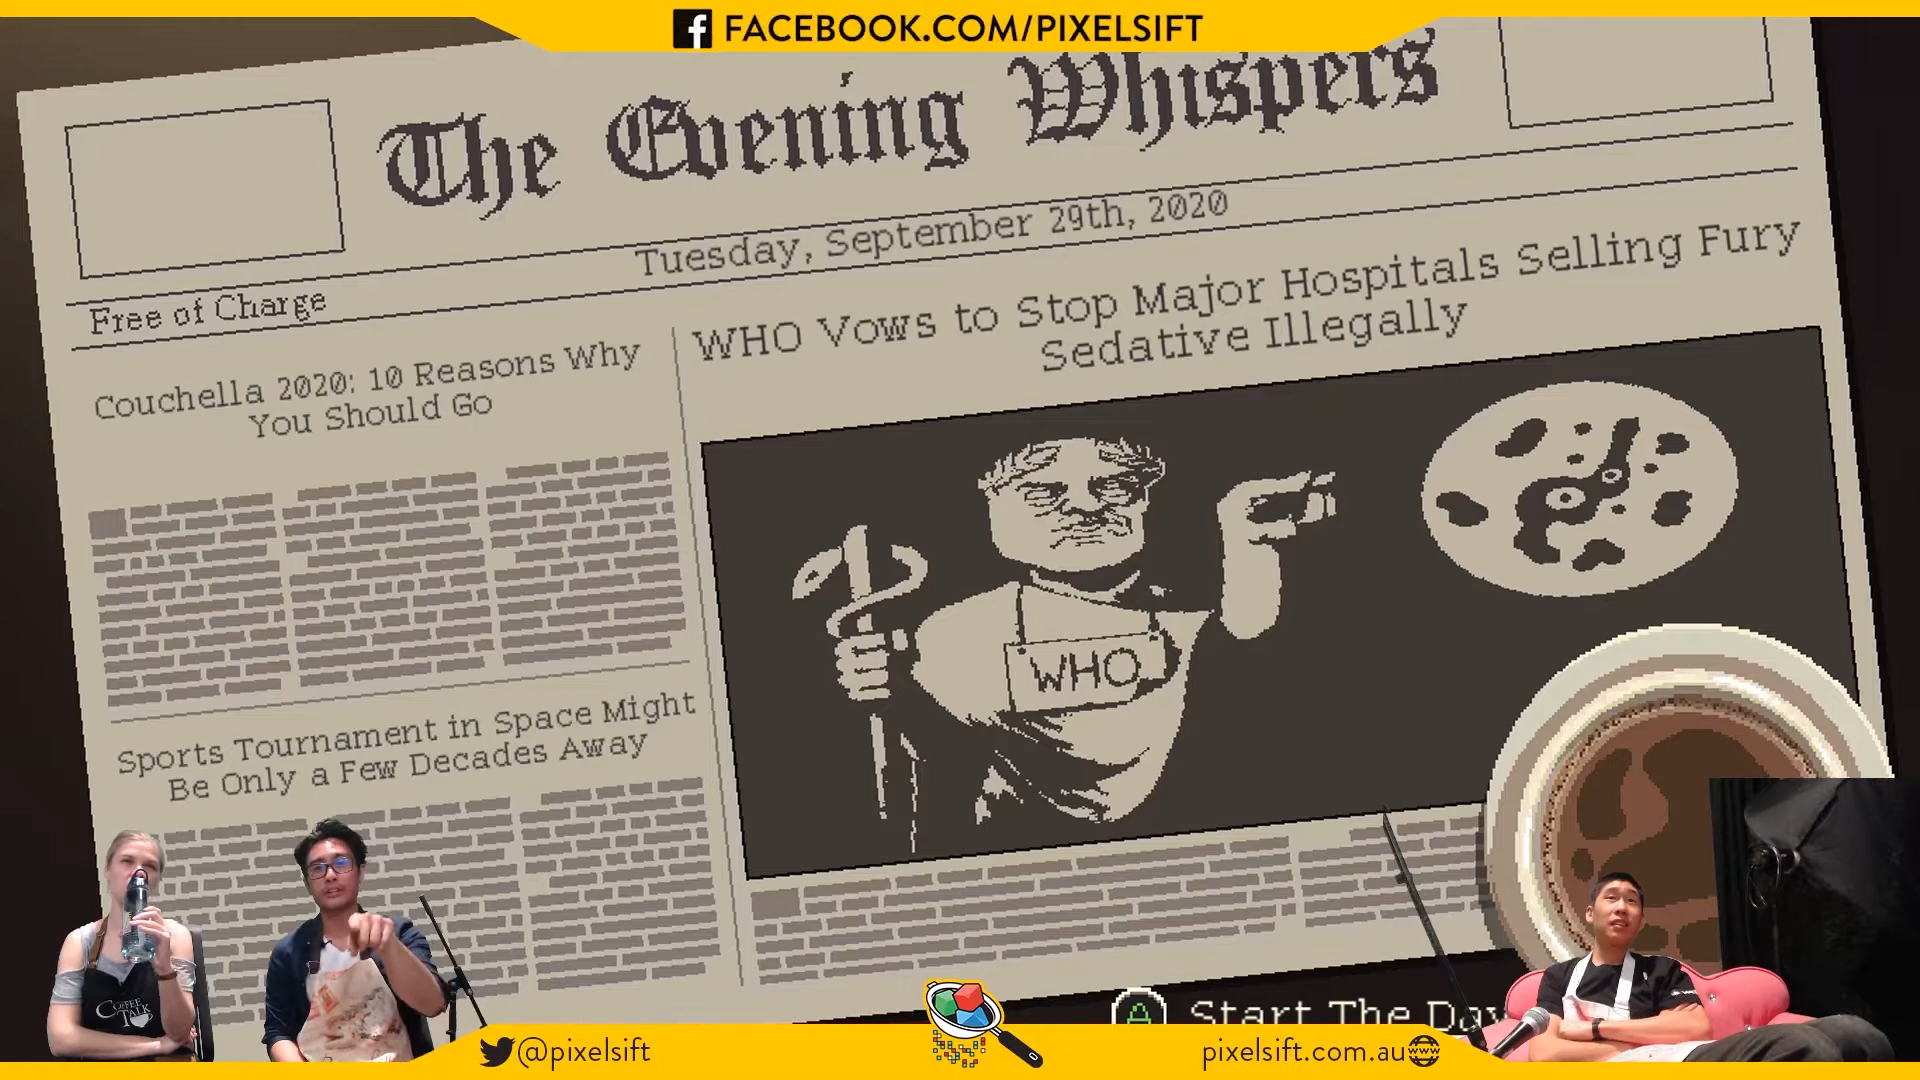 FACEBOOK.COM/PIXELSIFT
The Evening Whispers
Tuesday, September 29th, 2020
Free of Charge
Couchella 2020: 10 Reasons Why
You Should Go
WHO Vows to Stop Major Hospitals Selling Fury
Sedative Illegally
WHO
Sports Tournament in Space Might
Be Only a Few Decades Away
COFFEE
TALK
A Start The Day
@pixelsift
pixelsift.com.au